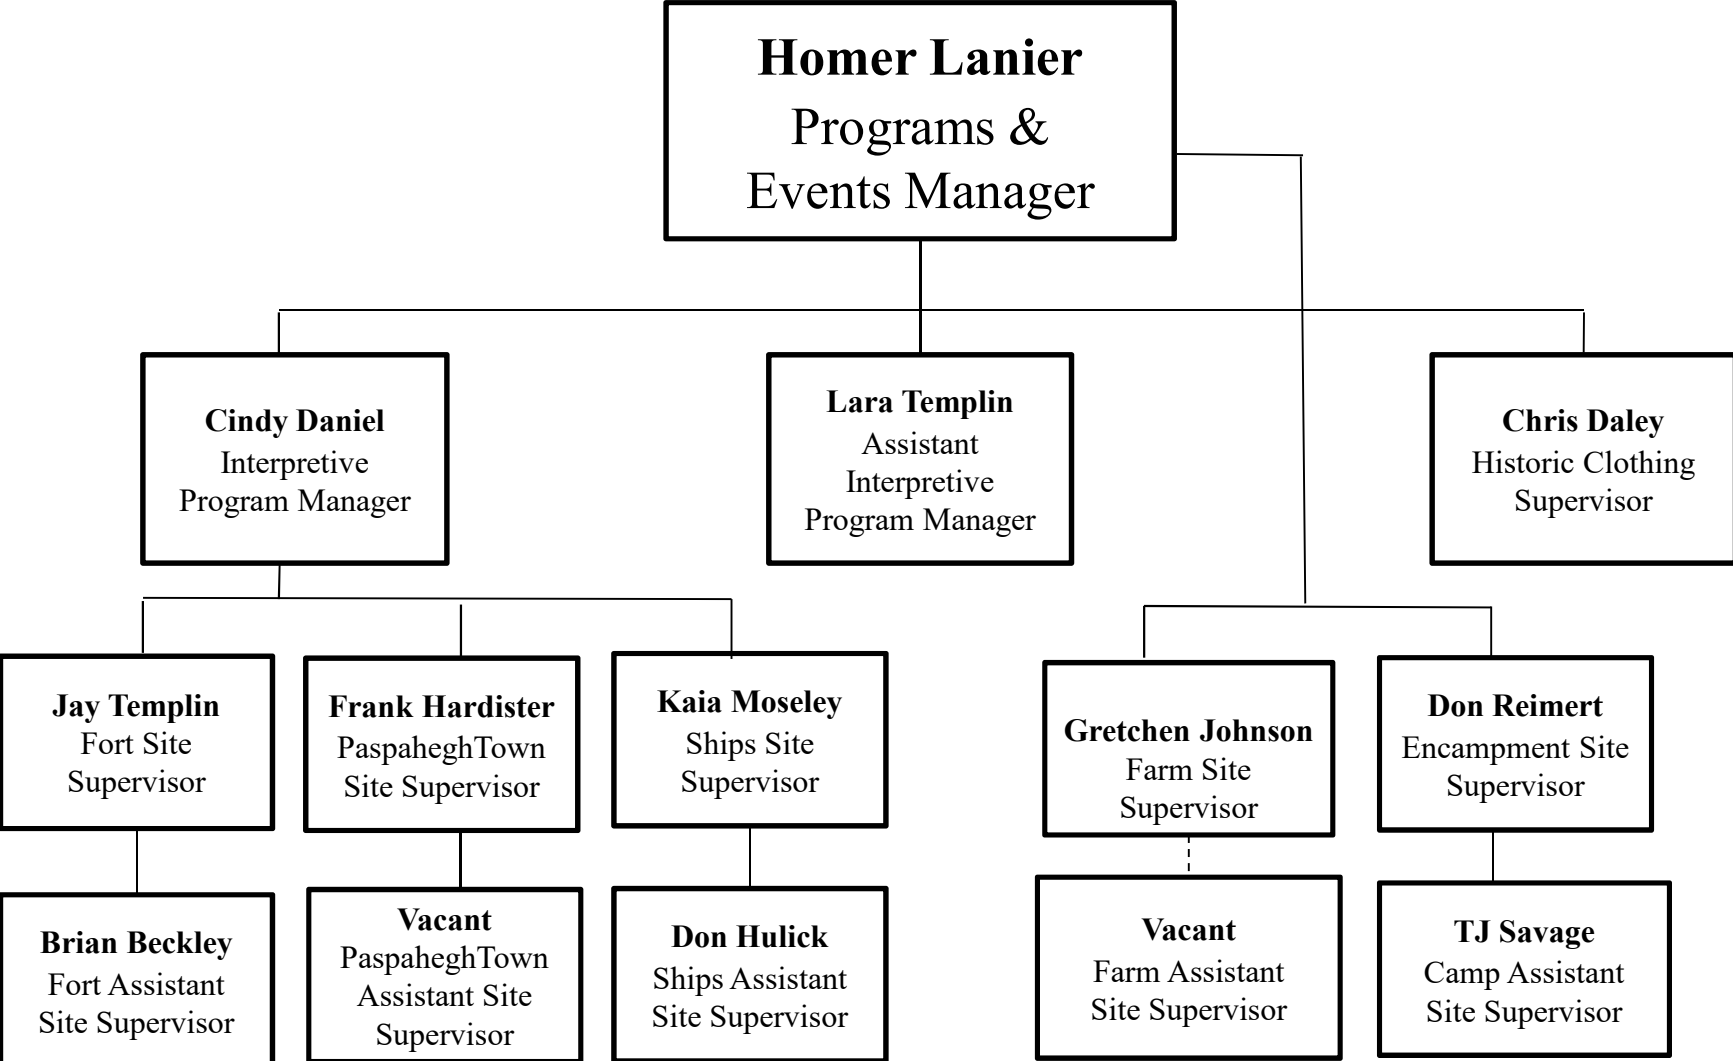 Homer Lanier
Programs &
Events Manager
Cindy Daniel
Interpretive
Program Manager
Lara Templin
Assistant
Interpretive
Program Manager
Chris Daley
Historic Clothing
Supervisor
Jay Templin
Fort Site
Supervisor
Frank Hardister
PaspaheghTown
Site Supervisor
Kaia Moseley
Ships Site
Supervisor
Gretchen Johnson
Farm Site
Supervisor
Don Reimert
Encampment Site
Supervisor
Brian Beckley
Fort Assistant
Site Supervisor
Vacant
PaspaheghTown
Assistant Site
Supervisor
Don Hulick
Ships Assistant
Site Supervisor
Vacant
Farm Assistant
Site Supervisor
TJ Savage
Camp Assistant
Site Supervisor